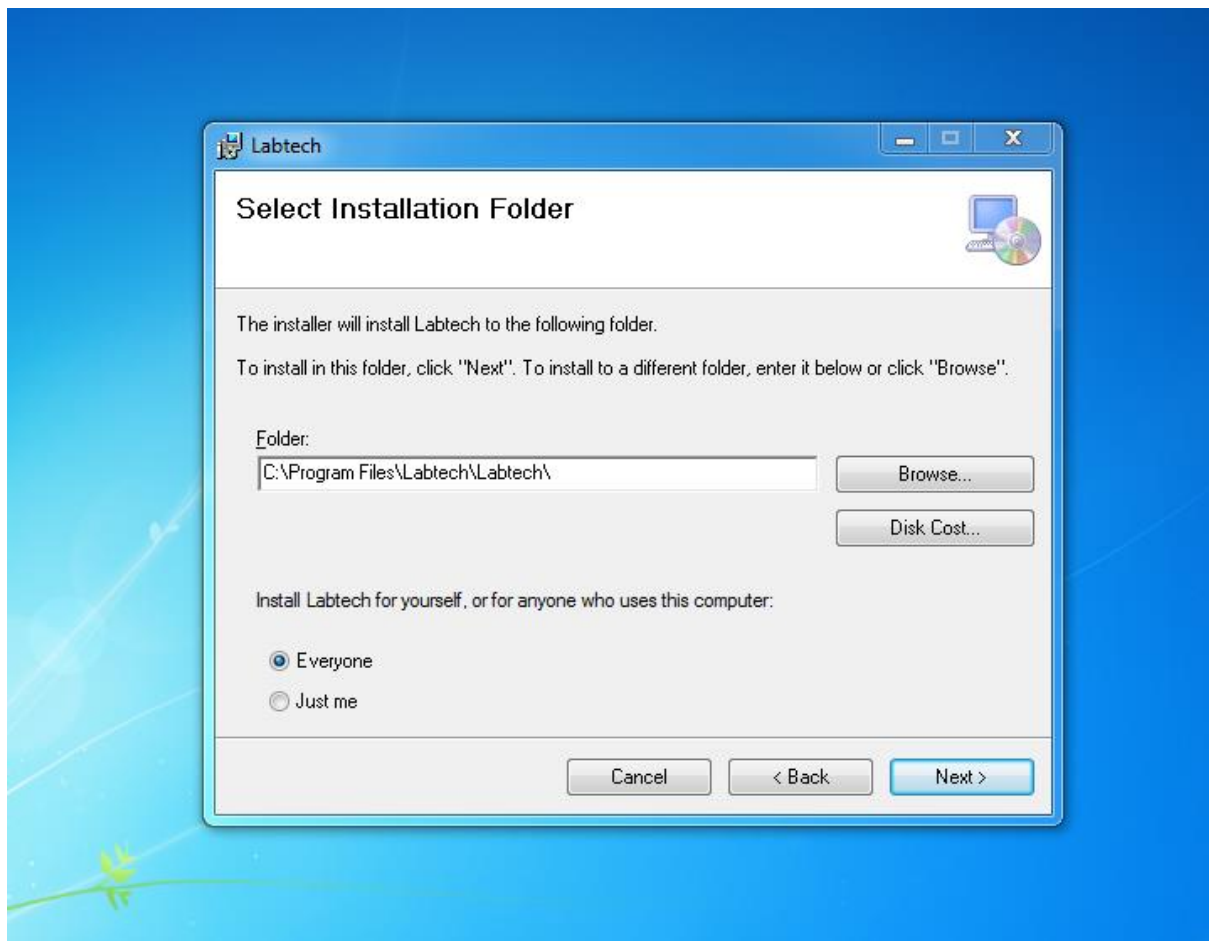 Labtech
Select Installation Folder
The installer will install Labtech to the following folder.
To install in this folder, click "Next". To install to a different folder, enter it below or click "Browse".
Folder:
C:\Program Files\Labtech\Labtech\
Browse...
Disk Cost...
Install Labtech for yourself, or for anyone who uses this computer:
Everyone
Just me
Cancel
< Back
Next >